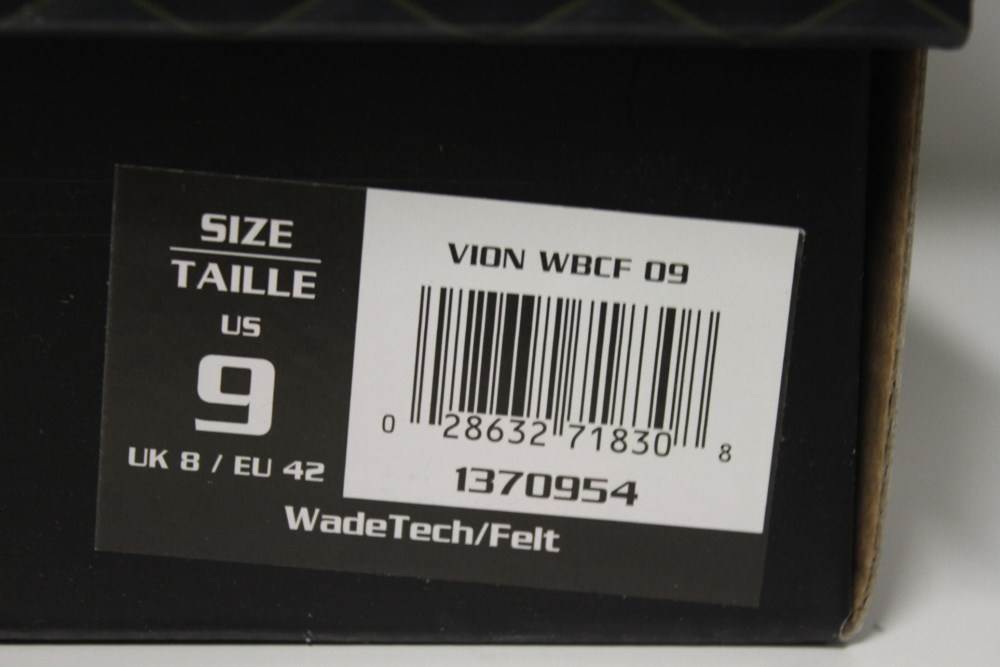 SIZE
TAILLE
US
9
UK 8 / EU 42
VION WBCF 09
0 28632 71830 8
1370954
WadeTech/Felt